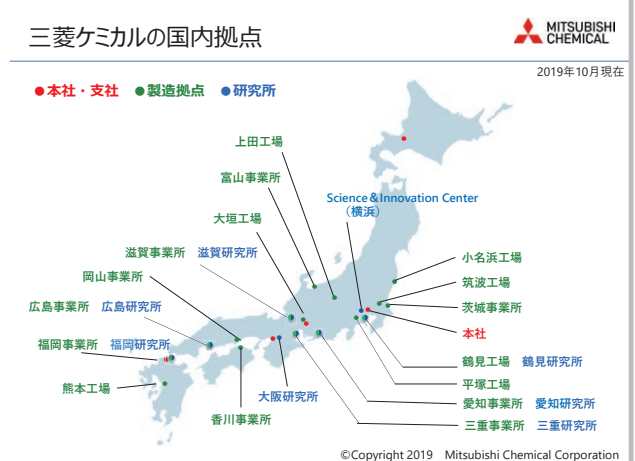 三菱ケミカルの国内拠点
MITSUBISHI
CHEMICAL
2019年10月現在
●本社・支社 ●製造拠点 ●研究所
上田工場
富山事業所
Science&Innovation Center
(横浜)
大垣工場
滋賀事業所 滋賀研究所
小名浜工場
岡山事業所
筑波工場
広島事業所 広島研究所
茨城事業所
本社
福岡事業所 福岡研究所
鶴見工場 鶴見研究所
熊本工場
平塚工場
大阪研究所
愛知事業所 愛知研究所
香川事業所
三重事業所 三重研究所
©Copyright 2019 Mitsubishi Chemical Corporation